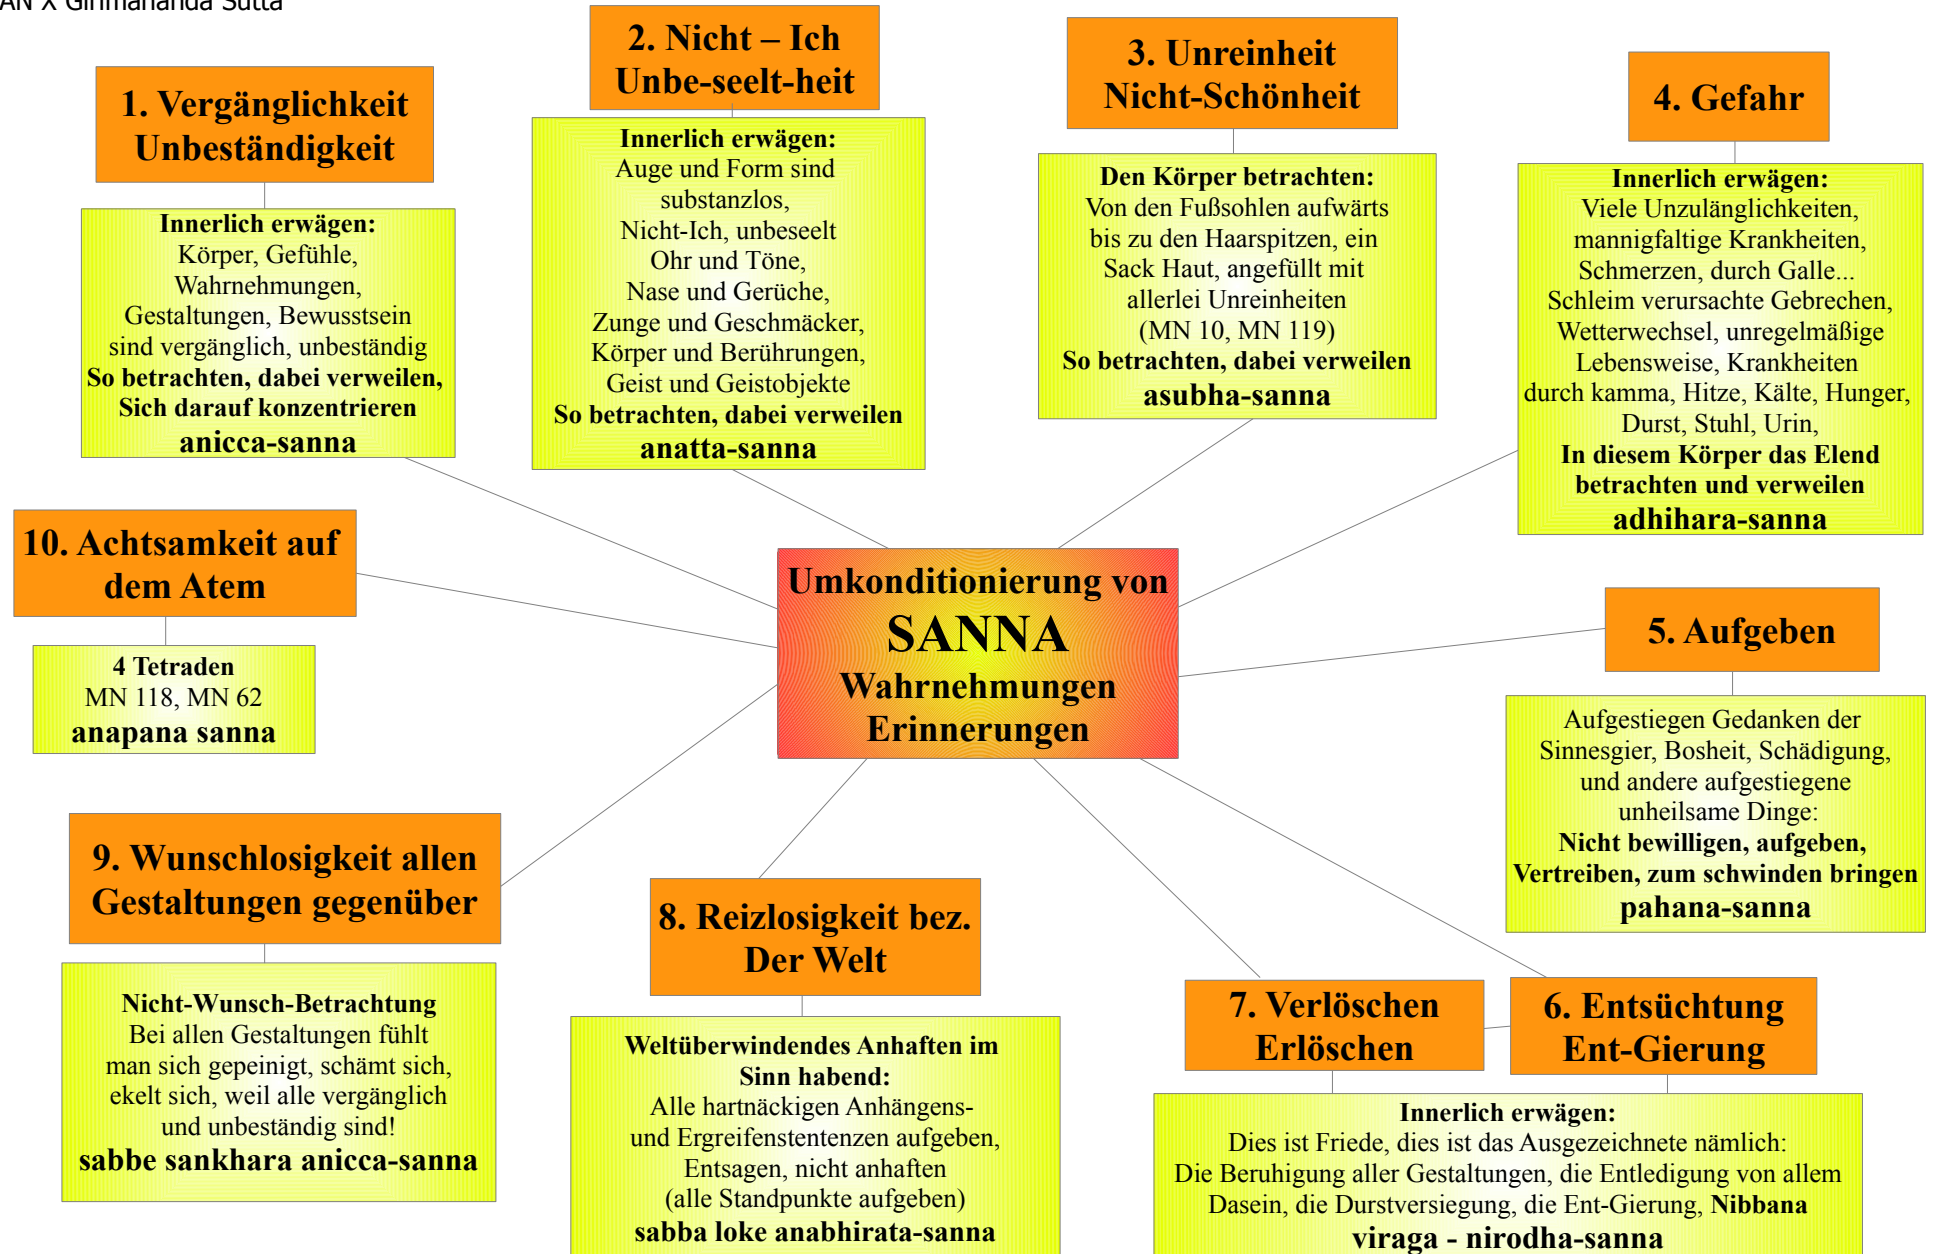 AN X Girimananda Sutta
1. Vergänglichkeit
Unbeständigkeit
Innerlich erwägen:
Körper, Gefühle,
Wahrnehmungen,
Gestaltungen, Bewusstsein
sind vergänglich, unbeständig
So betrachten, dabei verweilen,
Sich darauf konzentrieren
anicca-sanna
2. Nicht – Ich
Unbe-seelt-heit
Innerlich erwägen:
Auge und Form sind
substanzlos,
Nicht-Ich, unbeseelt
Ohr und Töne,
Nase und Gerüche,
Zunge und Geschmäcker,
Körper und Berührungen,
Geist und Geistobjekte
So betrachten, dabei verweilen
anatta-sanna
3. Unreinheit
Nicht-Schönheit
Den Körper betrachten:
Von den Fußsohlen aufwärts
bis zu den Haarspitzen, ein
Sack Haut, angefüllt mit
allerlei Unreinheiten
(MN 10, MN 119)
So betrachten, dabei verweilen
asubha-sanna
4. Gefahr
Innerlich erwägen:
Viele Unzulänglichkeiten,
mannigfaltige Krankheiten,
Schmerzen, durch Galle...
Schleim verursachte Gebrechen,
Wetterwechsel, unregelmäßige
Lebensweise, Krankheiten
durch kamma, Hitze, Kälte, Hunger,
Durst, Stuhl, Urin,
In diesem Körper das Elend
betrachten und verweilen
adhihara-sanna
Umkonditionierung von
SANNA
Wahrnehmungen
Erinnerungen
5. Aufgeben
Aufgestiegen Gedanken der
Sinnesgier, Bosheit, Schädigung,
und andere aufgestiegene
unheilsame Dinge:
Nicht bewilligen, aufgeben,
Vertreiben, zum schwinden bringen
pahana-sanna
6. Entsüchtung
Ent-Gierung
7. Verlöschen
Erlöschen
Innerlich erwägen:
Dies ist Friede, dies ist das Ausgezeichnete nämlich:
Die Beruhigung aller Gestaltungen, die Entledigung von allem
Dasein, die Durstversiegung, die Ent-Gierung, Nibbana
viraga - nirodha-sanna
8. Reizlosigkeit bez.
Der Welt
Weltüberwindendes Anhaften im
Sinn habend:
Alle hartnäckigen Anhängens-
und Ergreifenstentenzen aufgeben,
Entsagen, nicht anhaften
(alle Standpunkte aufgeben)
sabba loke anabhirata-sanna
9. Wunschlosigkeit allen
Gestaltungen gegenüber
Nicht-Wunsch-Betrachtung
Bei allen Gestaltungen fühlt
man sich gepeinigt, schämt sich,
ekelt sich, weil alle vergänglich
und unbeständig sind!
sabbe sankhara anicca-sanna
10. Achtsamkeit auf
dem Atem
4 Tetraden
MN 118, MN 62
anapana sanna